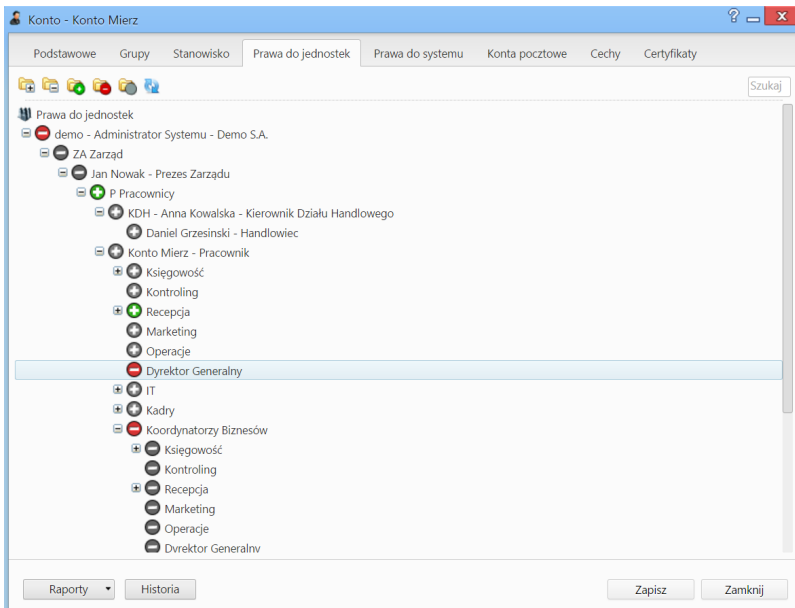 Konto - Konto Mierz
Podstawowe Grupy Stanowisko Prawa do jednostek Prawa do systemu Konta pocztowe Cechy Certyfikaty
Szukaj
Prawa do jednostek
demo - Administrator Systemu - Demo S.A.
ZA Zarząd
Jan Nowak - Prezes Zarządu
P Pracownicy
KDH - Anna Kowalska - Kierownik Działu Handlowego
Daniel Grzesinski - Handlowiec
Konto Mierz - Pracownik
Księgowość
Kontroling
Recepcja
Marketing
Operacje
Dyrektor Generalny
IT
Kadry
Koordynatorzy Biznesów
Księgowość
Kontroling
Recepcja
Marketing
Operacje
Dyrektor Generalny
Raporty Historia Zapisz Zamknij